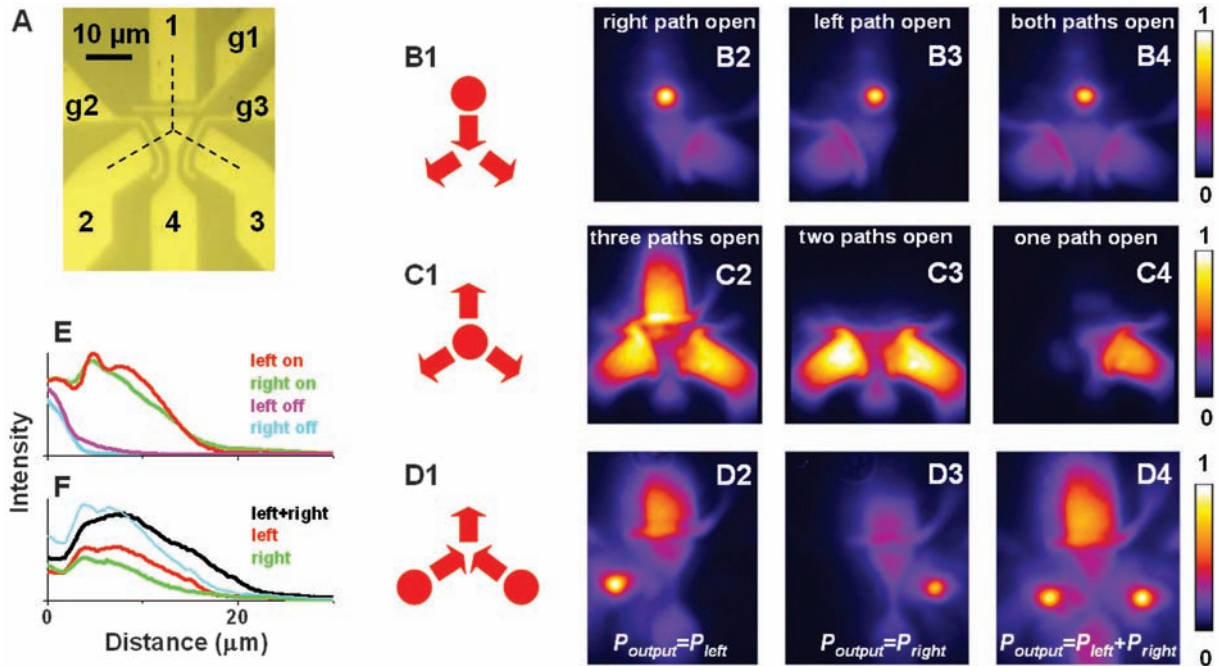 A
10 μm
1
g1
g2
g3
2
4
3
B1
right path open
B2
left path open
B3
both paths open
B4
1
0
C1
three paths open
C2
two paths open
C3
one path open
C4
1
0
E
left on
right on
left off
right off
Intensity
F
left+right
left
right
0
20
Distance (μm)
D1
D2
P_output=P_left
D3
P_output=P_right
D4
P_output=P_left+P_right
1
0